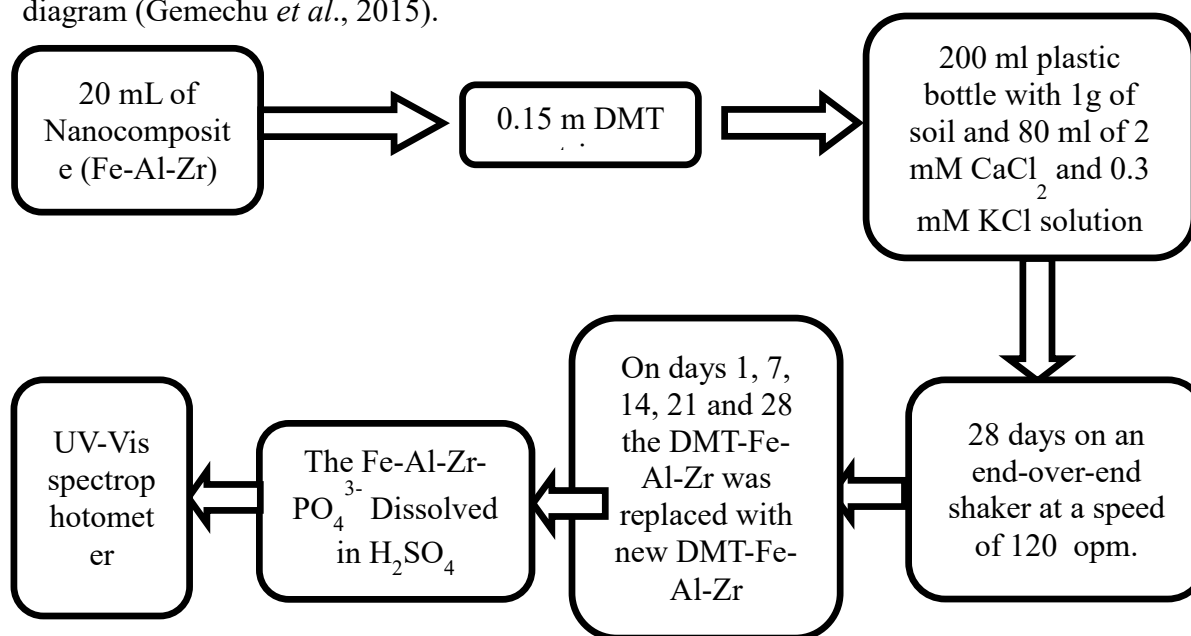 diagram (Gemechu et al., 2015).
20 mL of
Nanocomposit
e (Fe-Al-Zr)
0.15 m DMT
200 ml plastic
bottle with 1g of
soil and 80 ml of 2
mM CaCl₂ and 0.3
mM KCl solution
28 days on an
end-over-end
shaker at a speed
of 120 opm.
On days 1, 7,
14, 21 and 28
the DMT-Fe-
Al-Zr was
replaced with
new DMT-Fe-
Al-Zr
The Fe-Al-Zr-
PO₄³⁻ Dissolved
in H₂SO₄
UV-Vis
spectrop
hotomet
er